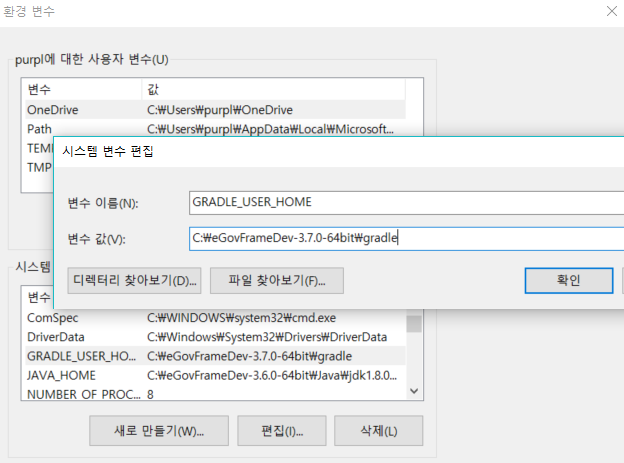 환경 변수
purpl에 대한 사용자 변수(U)
변수 값
OneDrive C:₩Users₩purpl₩OneDrive
Path C:₩Users₩purpl₩AppData₩Local₩Microsoft...
TEM
TMP
시스템 변수 편집
변수 이름(N): GRADLE_USER_HOME
변수 값(V): C:₩eGovFrameDev-3.7.0-64bit₩gradle
디렉터리 찾아보기(D)... 파일 찾아보기(F)... 확인
시스템
변수
ComSpec C:₩WINDOWS₩system32₩cmd.exe
DriverData C:₩Windows₩System32₩Drivers₩DriverData
GRADLE_USER_HO... C:₩eGovFrameDev-3.7.0-64bit₩gradle
JAVA_HOME C:₩eGovFrameDev-3.6.0-64bit₩Java₩jdk1.8.0...
NUMBER_OF_PROC... 8
새로 만들기(W)... 편집(I)... 삭제(L)